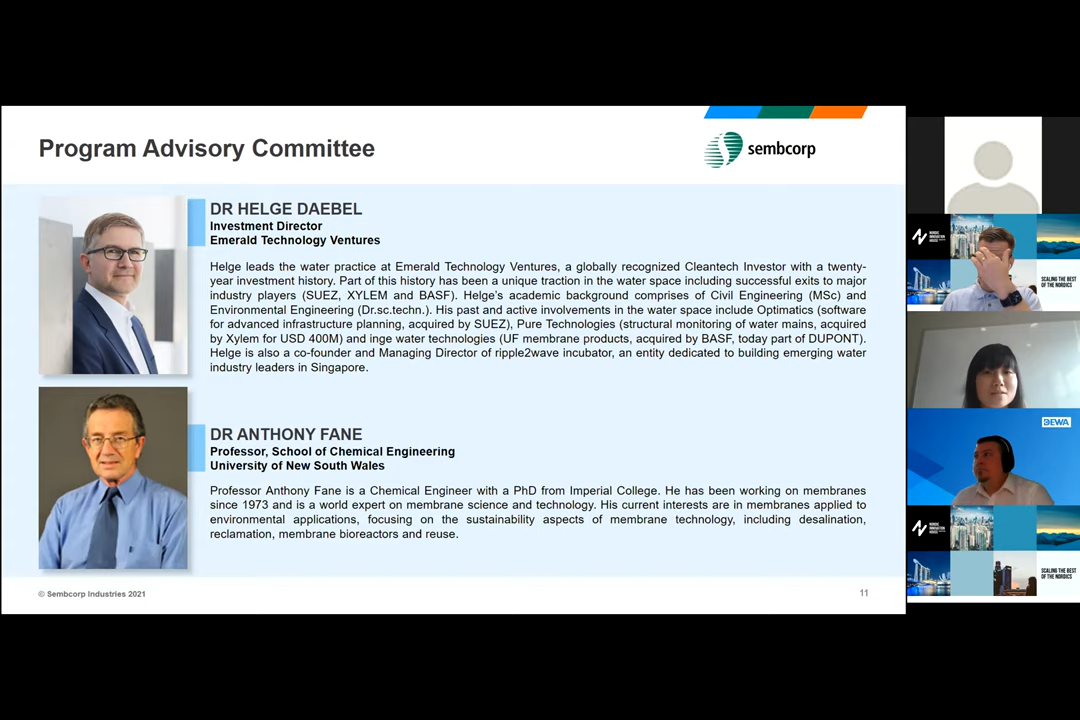 Program Advisory Committee
sembcorp
DR HELGE DAEBEL
Investment Director
Emerald Technology Ventures
Helge leads the water practice at Emerald Technology Ventures, a globally recognized Cleantech Investor with a twenty-
year investment history. Part of this history has been a unique traction in the water space including successful exits to major
industry players (SUEZ, XYLEM and BASF). Helge's academic background comprises of Civil Engineering (MSc) and
Environmental Engineering (Dr.sc.techn.). His past and active involvements in the water space include Optimatics (software
for advanced infrastructure planning, acquired by SUEZ), Pure Technologies (structural monitoring of water mains, acquired
by Xylem for USD 400M) and inge water technologies (UF membrane products, acquired by BASF, today part of DUPONT).
Helge is also a co-founder and Managing Director of ripple2wave incubator, an entity dedicated to building emerging water
industry leaders in Singapore.
DR ANTHONY FANE
Professor, School of Chemical Engineering
University of New South Wales
Professor Anthony Fane is a Chemical Engineer with a PhD from Imperial College. He has been working on membranes
since 1973 and is a world expert on membrane science and technology. His current interests are in membranes applied to
environmental applications, focusing on the sustainability aspects of membrane technology, including desalination,
reclamation, membrane bioreactors and reuse.
© Sembcorp Industries 2021
11
NORDIC
INNOVATION
HOUSE
SCALING THE BEST
OF THE NORDICS
NORDIC
INNOVATION
HOUSE
SCALING THE BEST
OF THE NORDICS